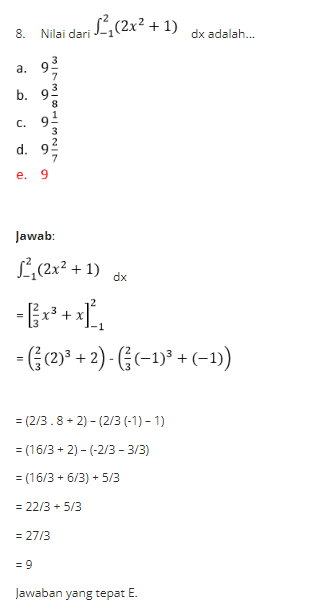 8. Nilai dari ∫₋₁²(2x² + 1) dx adalah...
a. 9 3/7
b. 9 3/8
c. 9 1/3
d. 9 2/7
e. 9
Jawab:
∫₋₁²(2x² + 1) dx
= [2/3 x³ + x]₋₁²
= (2/3 (2)³ + 2) - (2/3 (−1)³ + (−1))
= (2/3 . 8 + 2) – (2/3 (-1) – 1)
= (16/3 + 2) – (-2/3 – 3/3)
= (16/3 + 6/3) + 5/3
= 22/3 + 5/3
= 27/3
= 9
Jawaban yang tepat E.